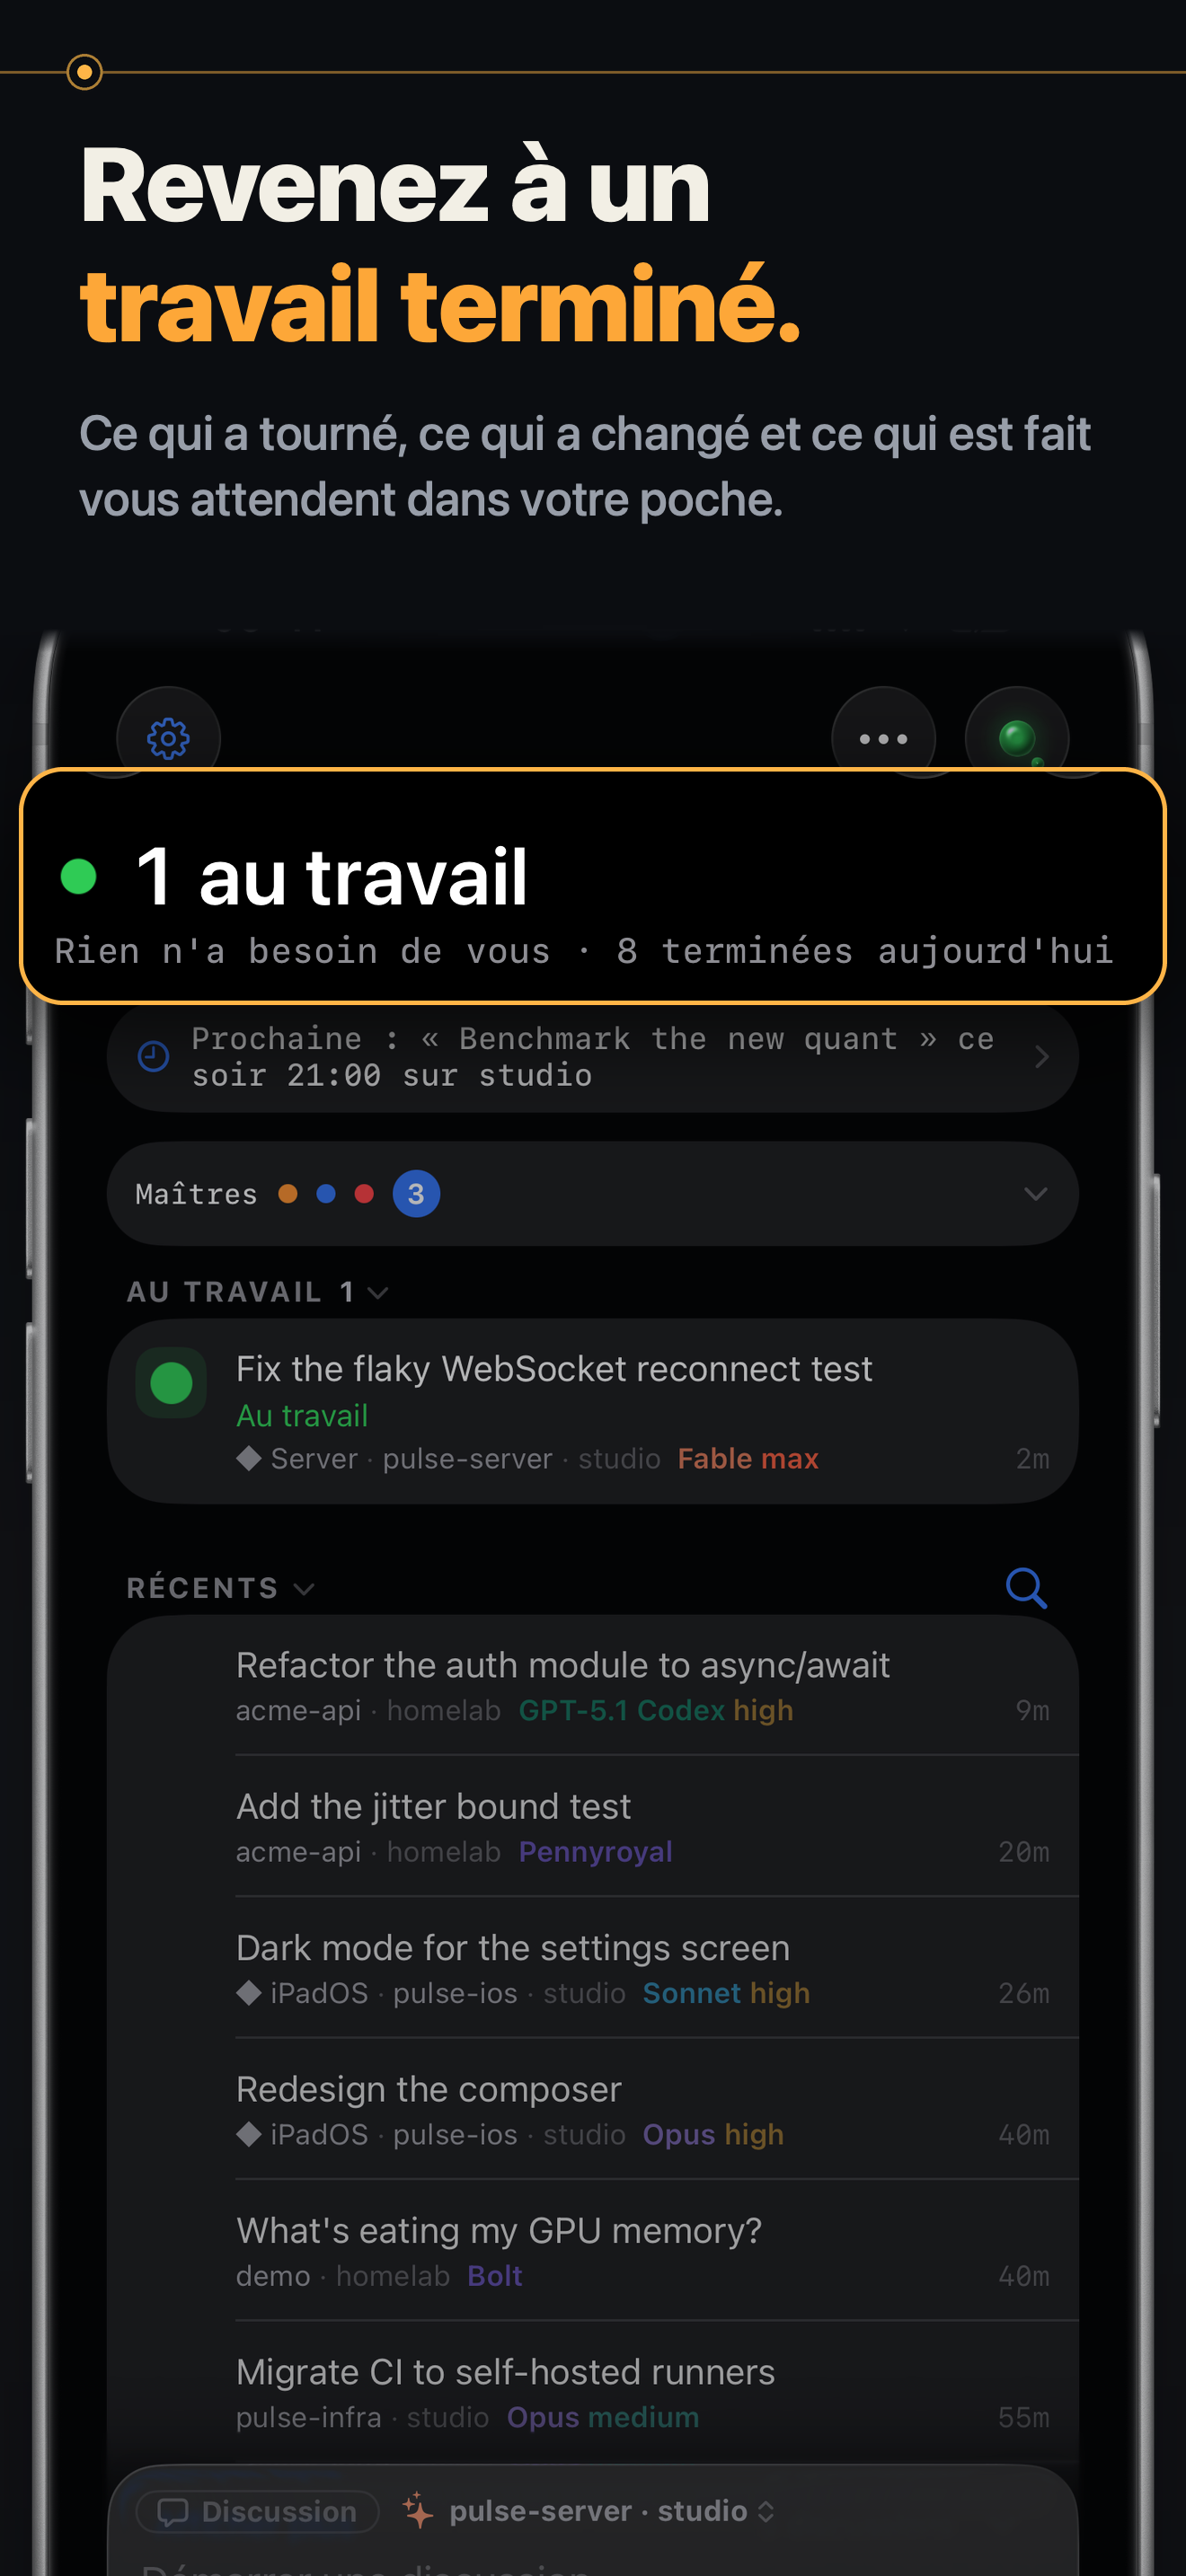 Revenez à un
travail terminé.
Ce qui a tourné, ce qui a changé et ce qui est fait
vous attendent dans votre poche.
1 au travail
Rien n'a besoin de vous · 8 terminées aujourd'hui
Prochaine : « Benchmark the new quant » ce
soir 21:00 sur studio
Maîtres 3
AU TRAVAIL 1
Fix the flaky WebSocket reconnect test
Au travail
Server · pulse-server · studio Fable max 2m
RÉCENTS
Refactor the auth module to async/await
acme-api · homelab GPT-5.1 Codex high 9m
Add the jitter bound test
acme-api · homelab Pennyroyal 20m
Dark mode for the settings screen
iPadOS · pulse-ios · studio Sonnet high 26m
Redesign the composer
iPadOS · pulse-ios · studio Opus high 40m
What's eating my GPU memory?
demo · homelab Bolt 40m
Migrate CI to self-hosted runners
pulse-infra · studio Opus medium 55m
Discussion pulse-server · studio
Démarrer une discussion